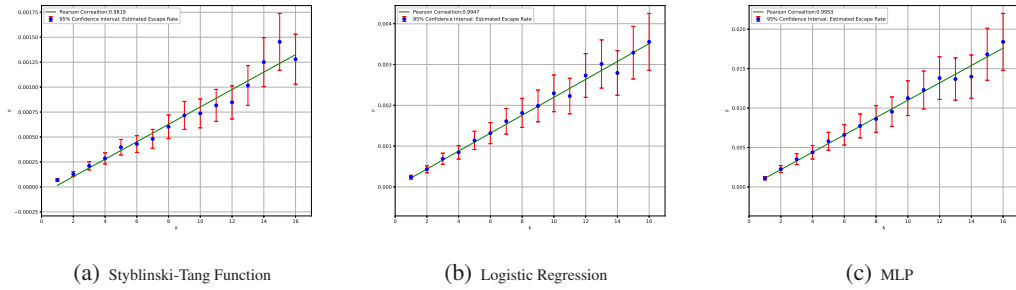 Pearson Correaltion:0.9819
95% Confidence Interval: Estimated Escape Rate
0.00175
0.00150
0.00125
0.00100
0.00075
0.00050
0.00025
0.00000
−0.00025
γ
0 2 4 6 8 10 12 14 16
(a) Styblinski-Tang Function
Pearson Correaltion:0.9947
95% Confidence Interval: Estimated Escape Rate
0.004
0.003
0.002
0.001
0.000
γ
0 2 4 6 8 10 12 14 16
k
(b) Logistic Regression
Pearson Correaltion:0.9953
95% Confidence Interval: Estimated Escape Rate
0.020
0.015
0.010
0.005
0.000
γ
0 2 4 6 8 10 12 14 16
k
(c) MLP